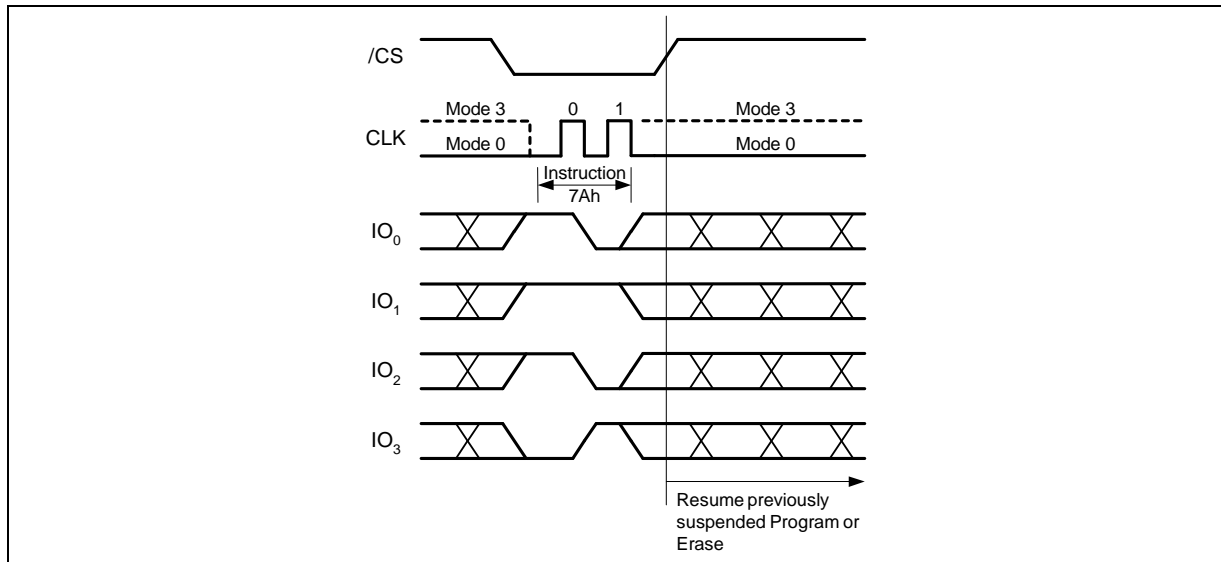 /CS
Mode 3 0 1 Mode 3
CLK
Mode 0 Mode 0
Instruction
7Ah
IO0
IO1
IO2
IO3
Resume previously
suspended Program or
Erase